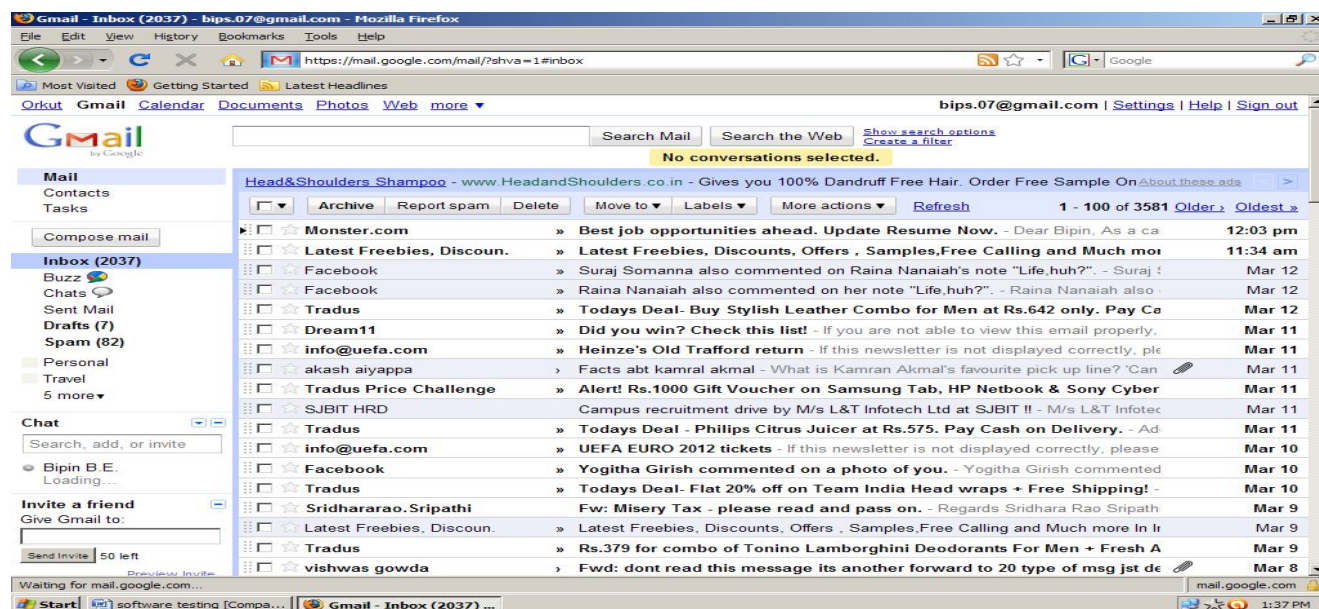 Gmail - Inbox (2037) - bips.07@gmail.com - Mozilla Firefox
File Edit View History Bookmarks Tools Help
https://mail.google.com/mail/?shva=1#inbox
Google
Most Visited Getting Started Latest Headlines
Orkut Gmail Calendar Documents Photos Web more ▼
bips.07@gmail.com | Settings | Help | Sign out
Gmail
by Google
Search Mail Search the Web Show search options
Create a filter
No conversations selected.
Mail
Contacts
Tasks
Compose mail
Inbox (2037)
Buzz
Chats
Sent Mail
Drafts (7)
Spam (82)
Personal
Travel
5 more▼
Chat
Search, add, or invite
Bipin B.E.
Loading...
Invite a friend
Give Gmail to:
Send Invite 50 left
Preview Invite
Head&Shoulders Shampoo - www.HeadandShoulders.co.in - Gives you 100% Dandruff Free Hair. Order Free Sample On About these ads < >
Archive Report spam Delete Move to ▼ Labels ▼ More actions ▼ Refresh 1 - 100 of 3581 Older › Oldest »
Monster.com » Best job opportunities ahead. Update Resume Now. - Dear Bipin, As a ca 12:03 pm
Latest Freebies, Discoun. » Latest Freebies, Discounts, Offers , Samples,Free Calling and Much mor 11:34 am
Facebook » Suraj Somanna also commented on Raina Nanaiah's note "Life,huh?". - Suraj Mar 12
Facebook » Raina Nanaiah also commented on her note "Life,huh?". - Raina Nanaiah also Mar 12
Tradus » Todays Deal- Buy Stylish Leather Combo for Men at Rs.642 only. Pay Ca Mar 12
Dream11 » Did you win? Check this list! - If you are not able to view this email properly, Mar 11
info@uefa.com » Heinze's Old Trafford return - If this newsletter is not displayed correctly, ple Mar 11
akash aiyappa › Facts abt kamral akmal - What is Kamran Akmal's favourite pick up line? 'Can Mar 11
Tradus Price Challenge » Alert! Rs.1000 Gift Voucher on Samsung Tab, HP Netbook & Sony Cyber Mar 11
SJBIT HRD Campus recruitment drive by M/s L&T Infotech Ltd at SJBIT !! - M/s L&T Infotec Mar 11
Tradus » Todays Deal - Philips Citrus Juicer at Rs.575. Pay Cash on Delivery. - Ad Mar 11
info@uefa.com » UEFA EURO 2012 tickets - If this newsletter is not displayed correctly, please Mar 10
Facebook » Yogitha Girish commented on a photo of you. - Yogitha Girish commented Mar 10
Tradus » Todays Deal- Flat 20% off on Team India Head wraps + Free Shipping! - Mar 10
Sridhararao.Sripathi Fw: Misery Tax - please read and pass on. - Regards Sridhara Rao Sripath Mar 9
Latest Freebies, Discoun. » Latest Freebies, Discounts, Offers , Samples,Free Calling and Much more In Ir Mar 9
Tradus » Rs.379 for combo of Tonino Lamborghini Deodorants For Men + Fresh A Mar 9
vishwas gowda › Fwd: dont read this message its another forward to 20 type of msg jst de Mar 8
Waiting for mail.google.com... mail.google.com
Start software testing [Compa... Gmail - Inbox (2037) ... 1:37 PM